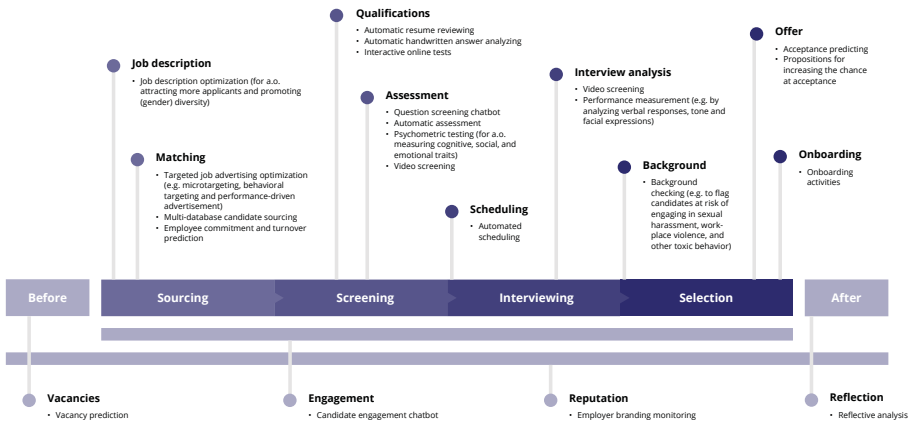 Qualifications
• Automatic resume reviewing
• Automatic handwritten answer analyzing
• Interactive online tests
Offer
• Acceptance predicting
• Propositions for
increasing the chance
at acceptance
Job description
• Job description optimization (for a.o.
attracting more applicants and promoting
(gender) diversity)
Interview analysis
• Video screening
• Performance measurement (e.g. by
analyzing verbal responses, tone and
facial expressions)
Assessment
• Question screening chatbot
• Automatic assessment
• Psychometric testing (for a.o.
measuring cognitive, social, and
emotional traits)
• Video screening
Matching
• Targeted job advertising optimization
(e.g. microtargeting, behavioral
targeting and performance-driven
advertisement)
• Multi-database candidate sourcing
• Employee commitment and turnover
prediction
Background
• Background
checking (e.g. to flag
candidates at risk of
engaging in sexual
harassment, work-
place violence, and
other toxic behavior)
Onboarding
• Onboarding
activities
Scheduling
• Automated
scheduling
Before
Sourcing
Screening
Interviewing
Selection
After
Vacancies
• Vacancy prediction
Engagement
• Candidate engagement chatbot
Reputation
• Employer branding monitoring
Reflection
• Reflective analysis